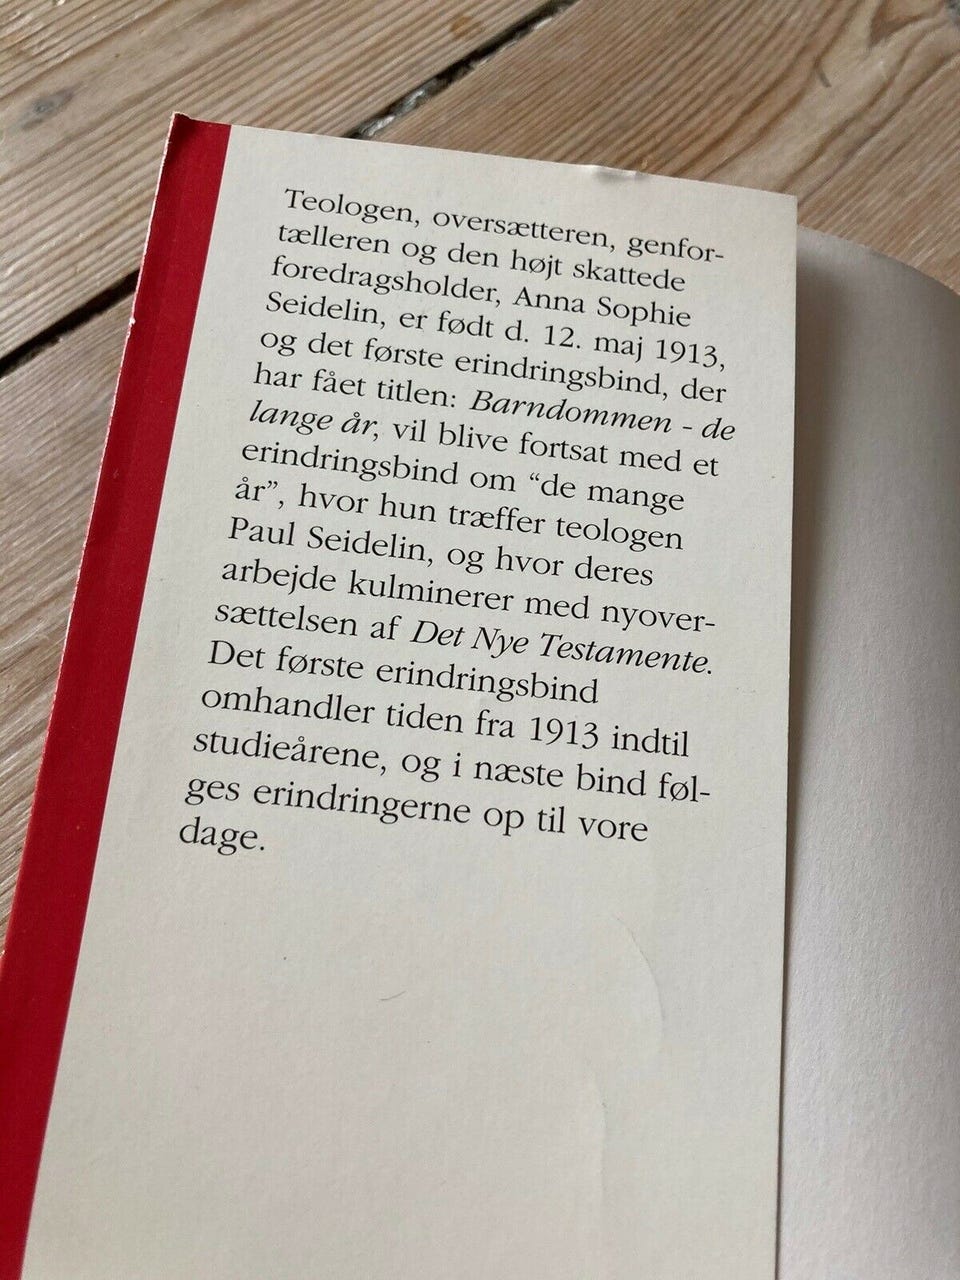 Teologen, oversætteren, genfor-
tælleren og den højt skattede
foredragsholder, Anna Sophie
Seidelin, er født d. 12. maj 1913,
og det første erindringsbind, der
har fået titlen: Barndommen - de
lange år, vil blive fortsat med et
erindringsbind om “de mange
år”, hvor hun træffer teologen
Paul Seidelin, og hvor deres
arbejde kulminerer med nyover-
sættelsen af Det Nye Testamente.
Det første erindringsbind
omhandler tiden fra 1913 indtil
studieårene, og i næste bind føl-
ges erindringerne op til vore
dage.